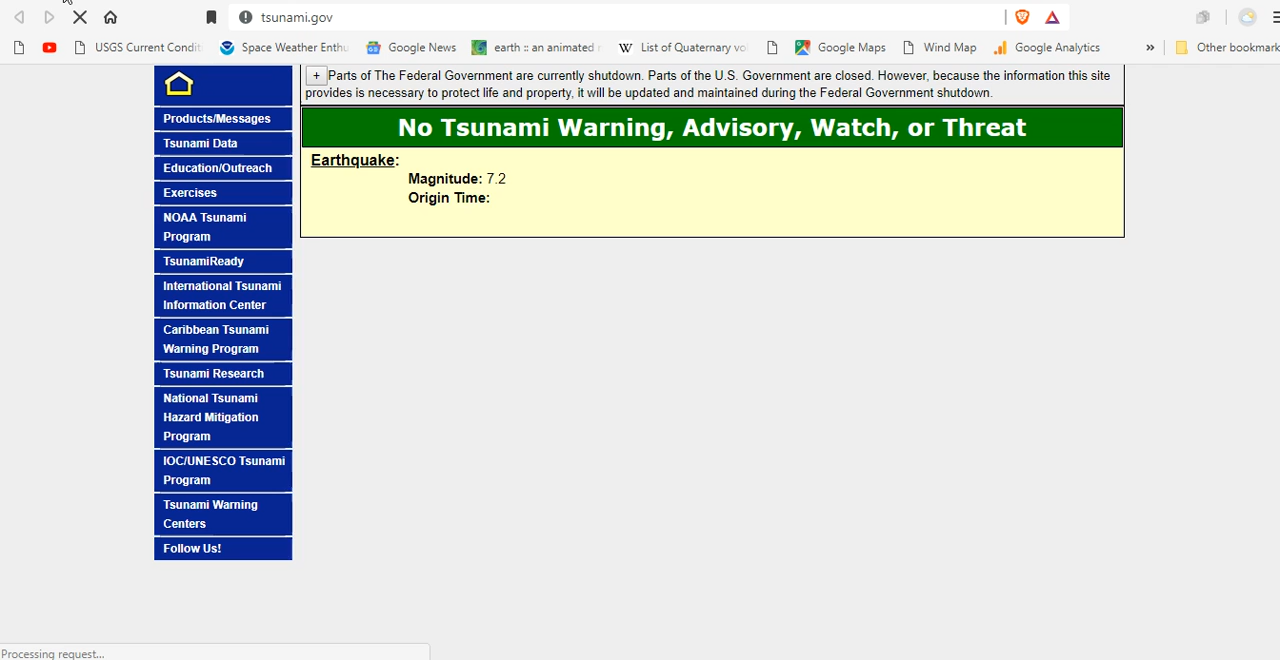 tsunami.gov
USGS Current Condit
Space Weather Enthu
Google News
earth :: an animated
List of Quaternary vo
Google Maps
Wind Map
Google Analytics
»
Other bookmark
+ Parts of The Federal Government are currently shutdown. Parts of the U.S. Government are closed. However, because the information this site
provides is necessary to protect life and property, it will be updated and maintained during the Federal Government shutdown.
No Tsunami Warning, Advisory, Watch, or Threat
Earthquake:
Magnitude: 7.2
Origin Time:
Products/Messages
Tsunami Data
Education/Outreach
Exercises
NOAA Tsunami
Program
TsunamiReady
International Tsunami
Information Center
Caribbean Tsunami
Warning Program
Tsunami Research
National Tsunami
Hazard Mitigation
Program
IOC/UNESCO Tsunami
Program
Tsunami Warning
Centers
Follow Us!
Processing request...